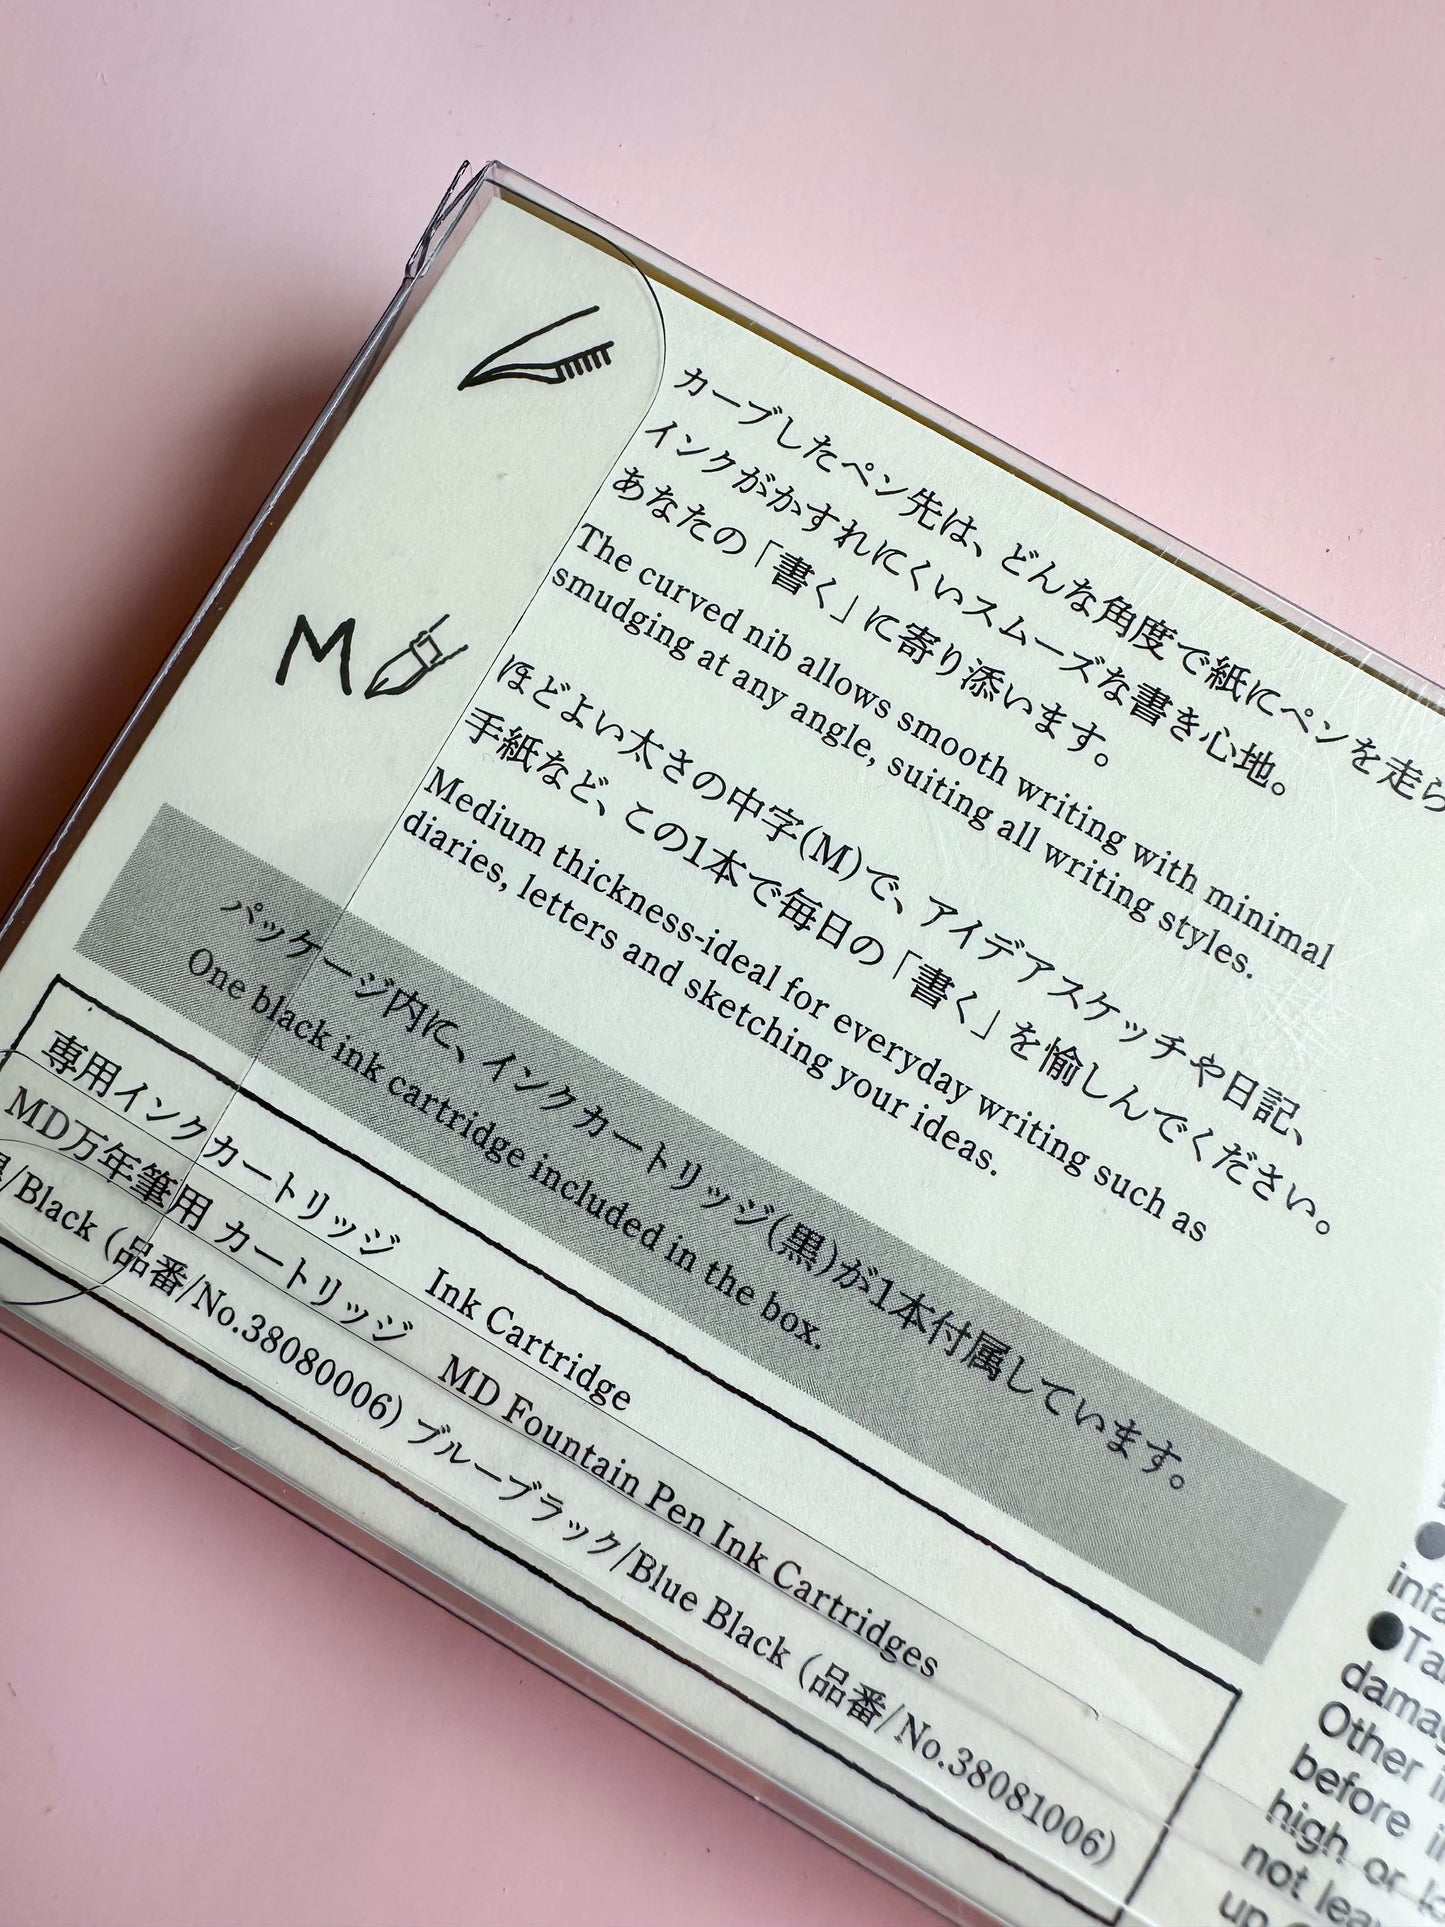 カーブしたペン先は、どんな角度で紙にペンを走ら
インクがかすれにくいスムーズな書き心地。
あなたの「書く」に寄り添います。
The curved nib allows smooth writing with minimal
smudging at any angle, suiting all writing styles.
M
ほどよい太さの中字(M)で、アイデアスケッチや日記、
手紙など、この1本で毎日の「書く」を愉しんでください。
Medium thickness-ideal for everyday writing such as
diaries, letters and sketching your ideas.
パッケージ内に、インクカートリッジ(黒)が1本付属しています。
One black ink cartridge included in the box.
専用インクカートリッジ Ink Cartridge
MD万年筆用 カートリッジ MD Fountain Pen Ink Cartridges
黒/Black (品番/No.38080006) ブルーブラック/Blue Black (品番/No.38081006)
●Ta
damag
Other i
before i
high or
not lea
up